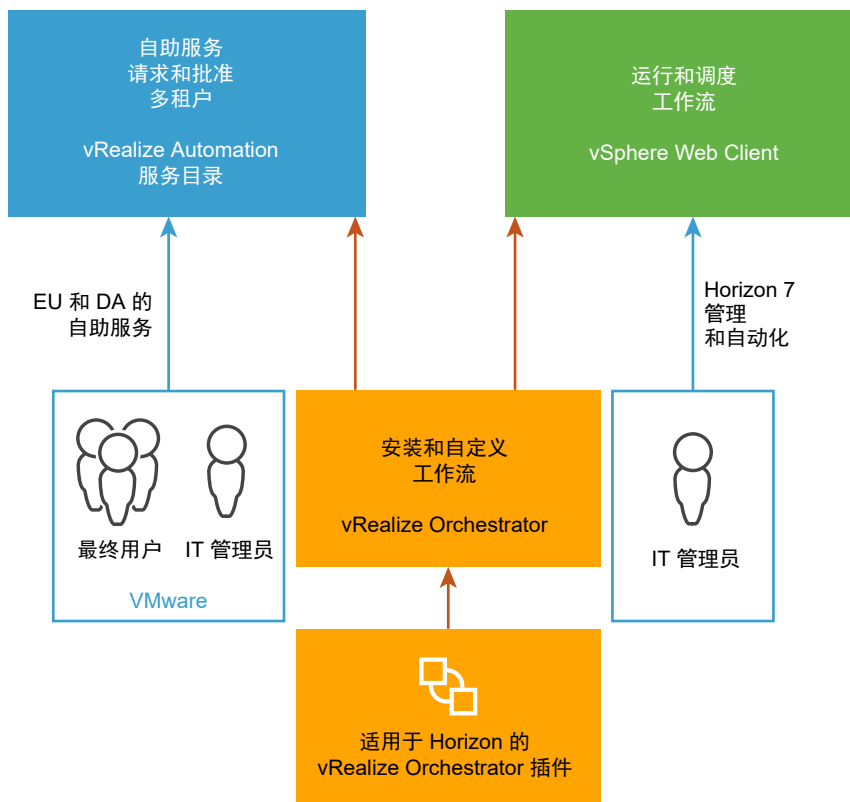 自助服务
请求和批准
多租户
vRealize Automation
服务目录
运行和调度
工作流
vSphere Web Client
EU 和 DA 的
自助服务
Horizon 7
管理
和自动化
最终用户
IT 管理员
VMware
安装和自定义
工作流
vRealize Orchestrator
IT 管理员
适用于 Horizon 的
vRealize Orchestrator 插件